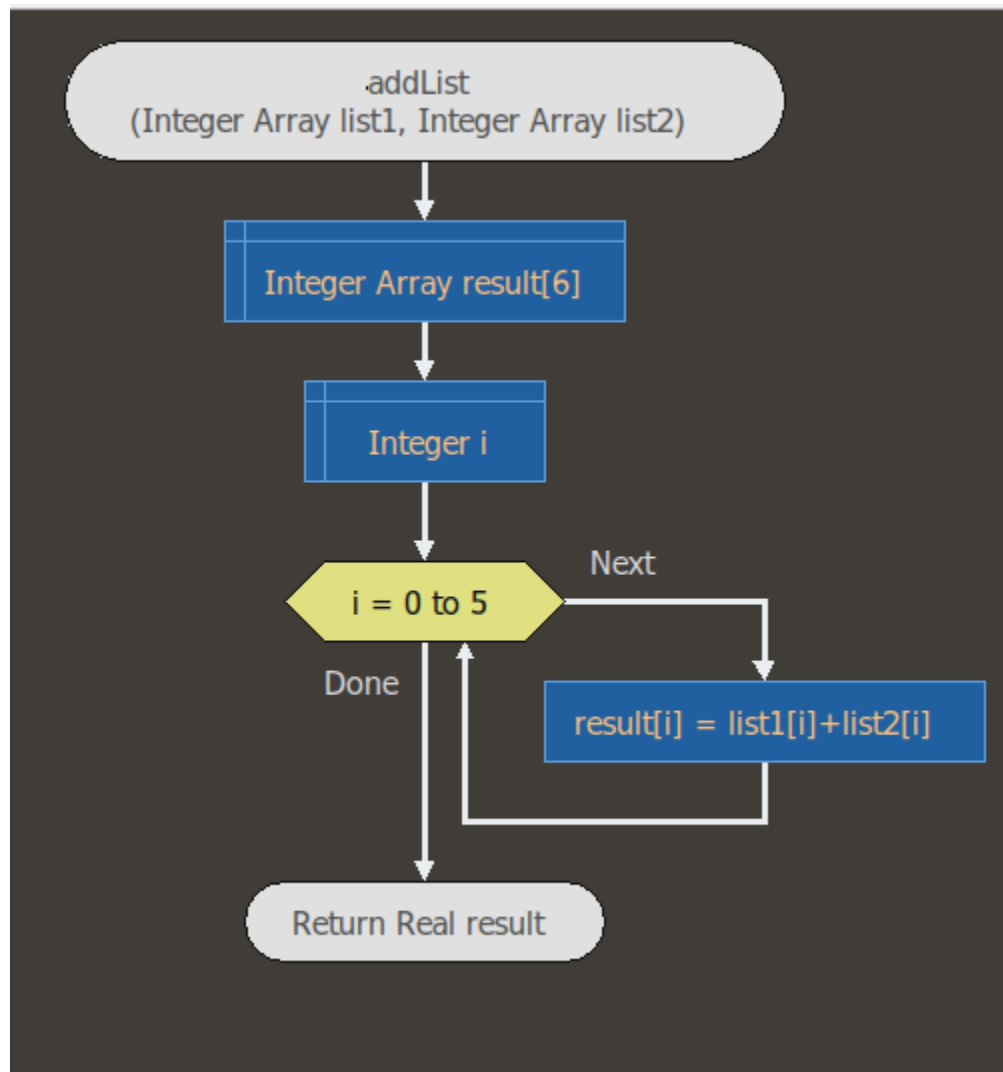 addList
(Integer Array list1, Integer Array list2)
Integer Array result[6]
Integer i
i = 0 to 5
Next
Done
result[i] = list1[i]+list2[i]
Return Real result